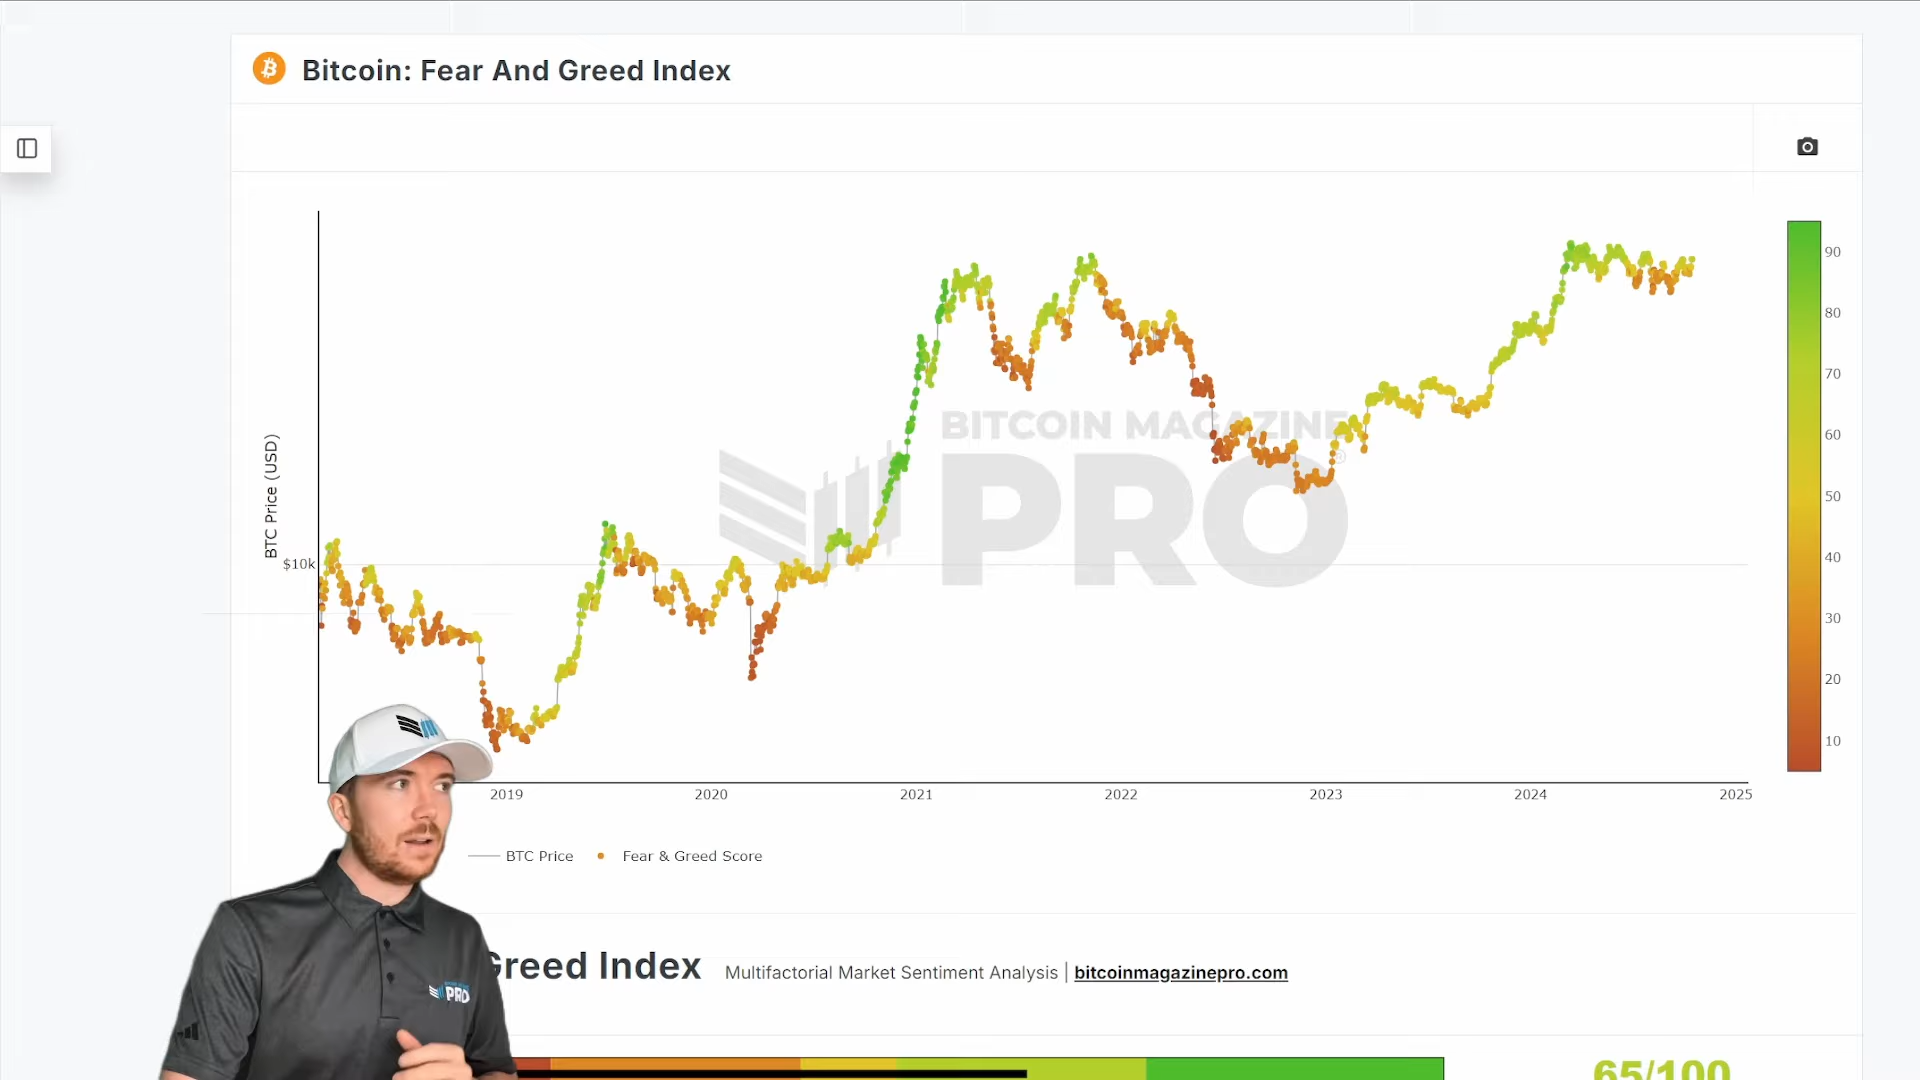 Bitcoin: Fear And Greed Index
BITCOIN MAGAZINE
PRO
BTC Price (USD)
$10k
90
80
70
60
50
40
30
20
10
2019
2020
2021
2022
2023
2024
2025
BTC Price
Fear & Greed Score
Greed Index
Multifactorial Market Sentiment Analysis | bitcoinmagazinepro.com
PRO
65/100